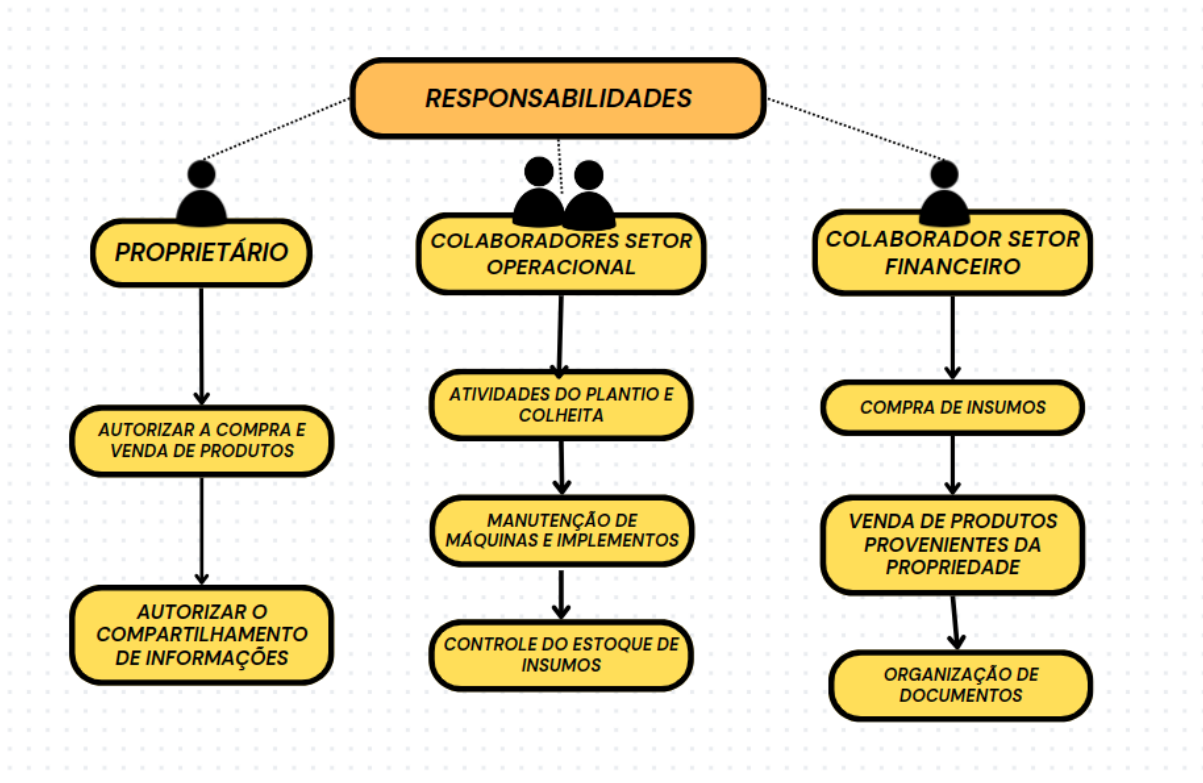 RESPONSABILIDADES
PROPRIETÁRIO
AUTORIZAR A COMPRA E
VENDA DE PRODUTOS
AUTORIZAR O
COMPARTILHAMENTO
DE INFORMAÇÕES
COLABORADORES SETOR
OPERACIONAL
ATIVIDADES DO PLANTIO E
COLHEITA
MANUTENÇÃO DE
MÁQUINAS E IMPLEMENTOS
CONTROLE DO ESTOQUE DE
INSUMOS
COLABORADOR SETOR
FINANCEIRO
COMPRA DE INSUMOS
VENDA DE PRODUTOS
PROVENIENTES DA
PROPRIEDADE
ORGANIZAÇÃO DE
DOCUMENTOS